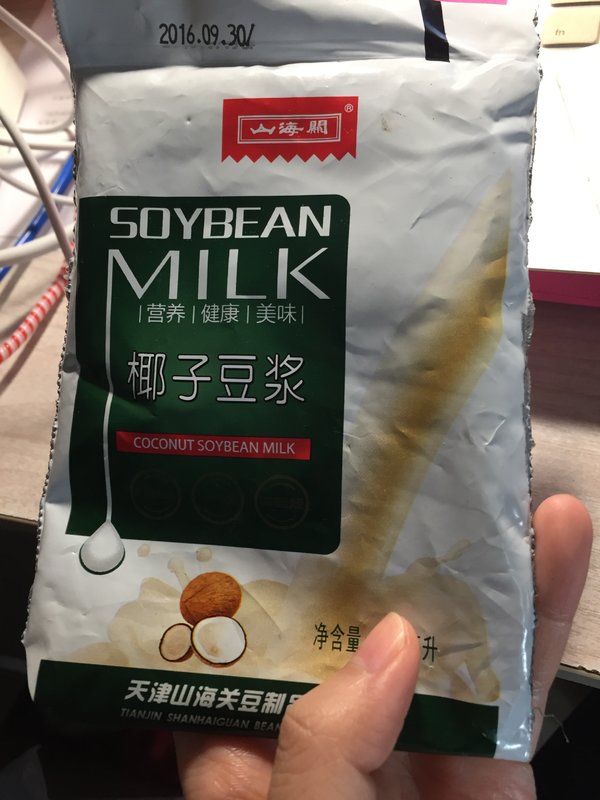 2016.09.30/
山海關®
SOYBEAN
MILK
|营养|健康|美味|
椰子豆浆
COCONUT SOYBEAN MILK
净含量
升
天津山海关豆制
TIANJIN SHANHAIGUAN BEAN